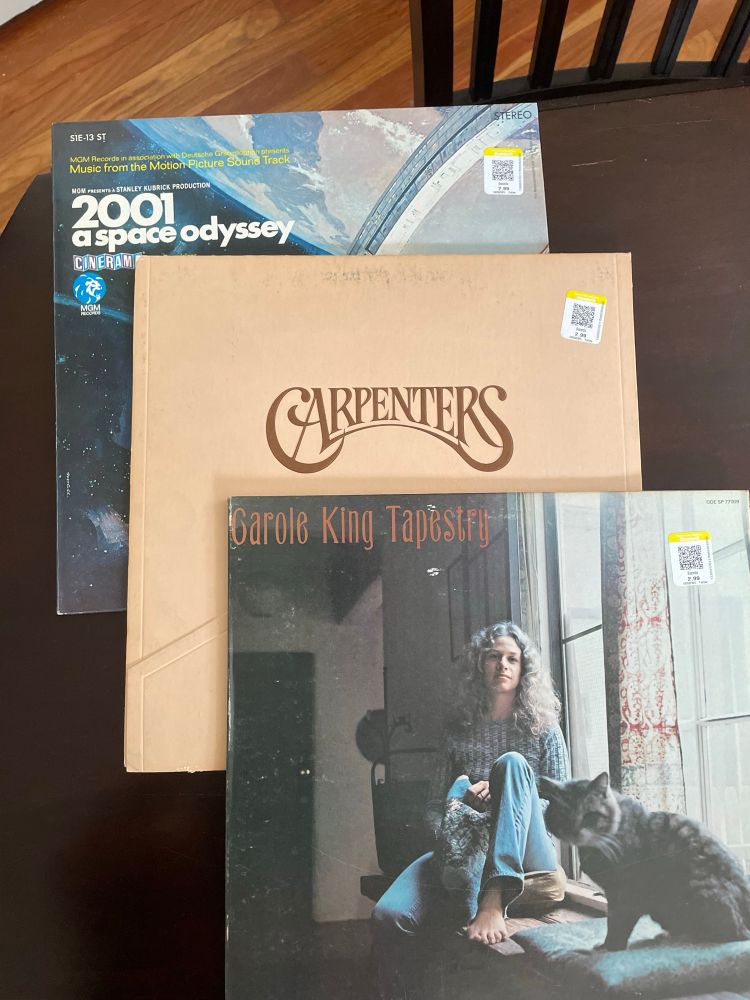 S1E-13 ST
STEREO
MGM Records in association with Deutsche Grammophon presents
Music from the Motion Picture Sound Track
MGM PRESENTS A STANLEY KUBRICK PRODUCTION
2001
a space odyssey
CINERAMA
MGM
RECORDS
7.99
2.99
CARPENTERS
Carole King Tapestry
ODE SP 77009
2.99